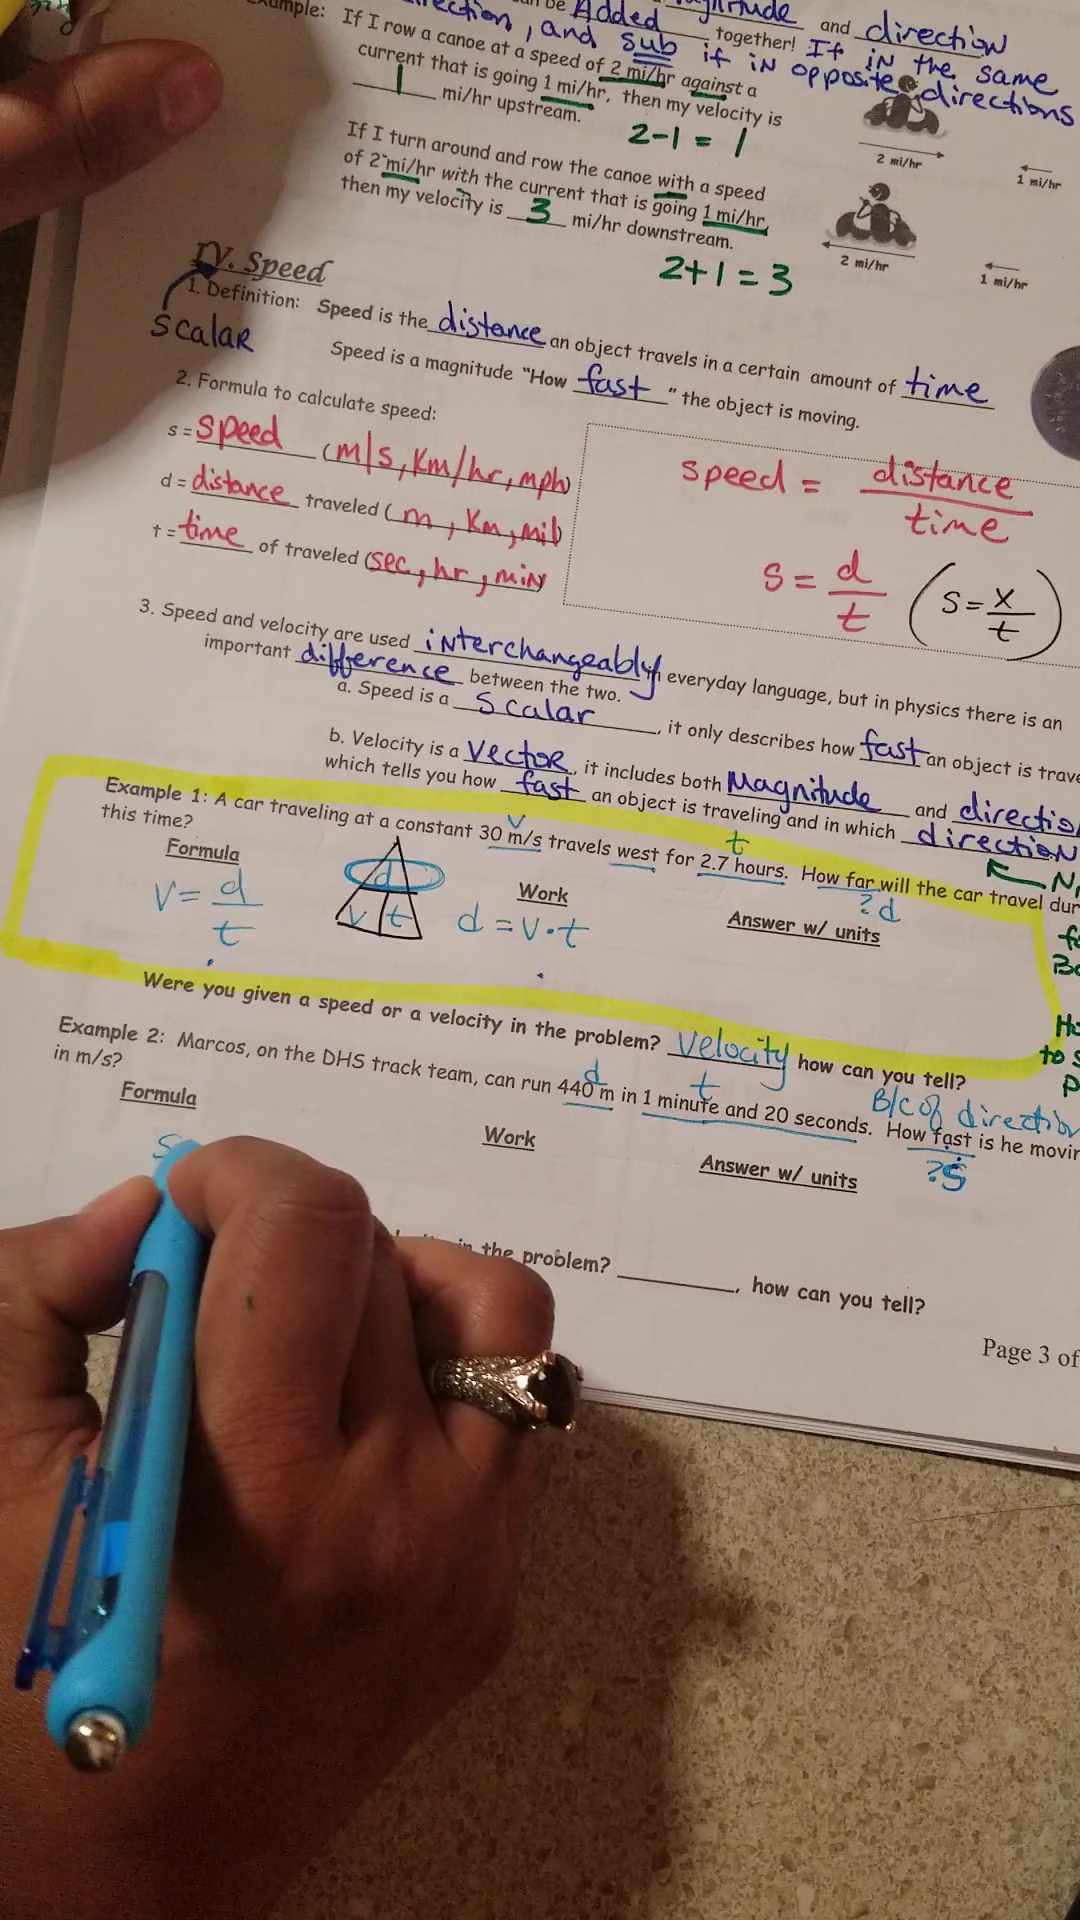 can be Added together! If in the same
direction, and sub if in opposite directions
magnitude and direction
Example: If I row a canoe at a speed of 2 mi/hr against a
current that is going 1 mi/hr, then my velocity is
1 mi/hr upstream.
2-1 = 1
2 mi/hr
1 mi/hr
If I turn around and row the canoe with a speed
of 2 mi/hr with the current that is going 1 mi/hr,
then my velocity is 3 mi/hr downstream.
2+1=3
2 mi/hr
1 mi/hr
IV. Speed
scalar
1. Definition: Speed is the distance an object travels in a certain amount of time
Speed is a magnitude "How fast" the object is moving.
2. Formula to calculate speed:
s = speed (m/s, Km/hr, mph)
d = distance traveled (m, Km, mil)
t = time of traveled (sec, hr, min)
speed = distance
time
s = d
t
(s = x
t)
3. Speed and velocity are used interchangeably everyday language, but in physics there is an
important difference between the two.
a. Speed is a scalar, it only describes how fast an object is trave
b. Velocity is a vector, it includes both Magnitude and direction
which tells you how fast an object is traveling and in which direction
v
t
Example 1: A car traveling at a constant 30 m/s travels west for 2.7 hours. How far will the car travel dur
this time?
? d
Formula
Work
Answer w/ units
v = d
t
d
v t
d = v·t
Were you given a speed or a velocity in the problem? velocity how can you tell?
B/c of direction
d
t
Example 2: Marcos, on the DHS track team, can run 440 m in 1 minute and 20 seconds. How fast is he movin
in m/s?
? s
Formula
Work
Answer w/ units
s
in the problem? , how can you tell?
Page 3 of